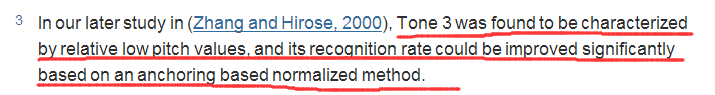 3 In our later study in (Zhang and Hirose, 2000), Tone 3 was found to be characterized
by relative low pitch values, and its recognition rate could be improved significantly
based on an anchoring based normalized method.